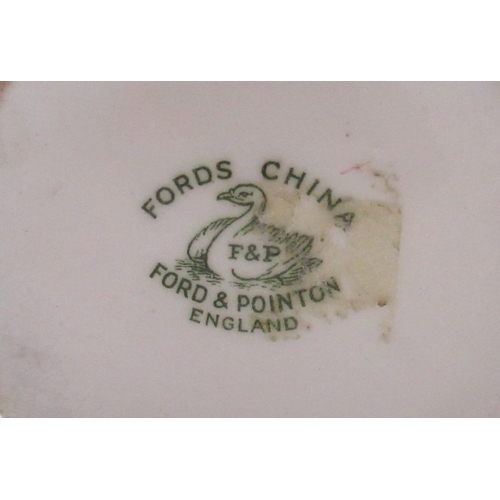 FORDS CHINA
F&P
FORD & POINTON
ENGLAND